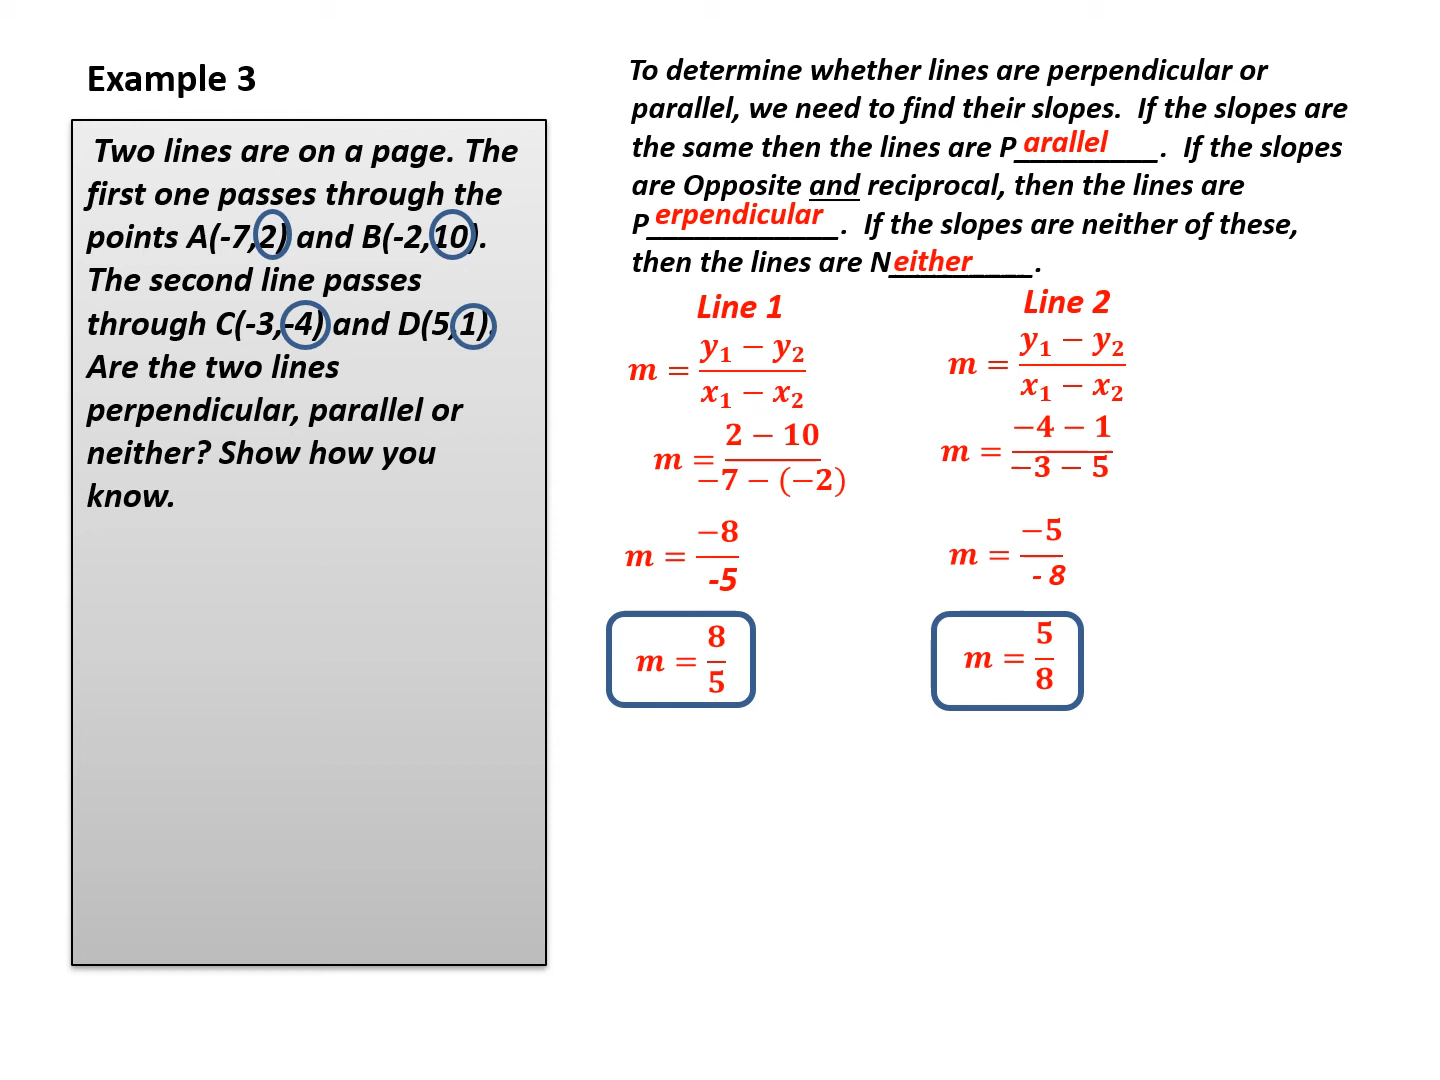 Example 3
Two lines are on a page. The
first one passes through the
points A(-7,2) and B(-2,10).
The second line passes
through C(-3,-4) and D(5,1).
Are the two lines
perpendicular, parallel or
neither? Show how you
know.
To determine whether lines are perpendicular or
parallel, we need to find their slopes. If the slopes are
the same then the lines are Parallel. If the slopes
are Opposite and reciprocal, then the lines are
Perpendicular. If the slopes are neither of these,
then the lines are Neither.
Line 1
m = y₁ − y₂ / x₁ − x₂
m = 2 − 10 / −7 − (−2)
m = −8 / -5
m = 8 / 5
Line 2
m = y₁ − y₂ / x₁ − x₂
m = −4 − 1 / −3 − 5
m = −5 / - 8
m = 5 / 8